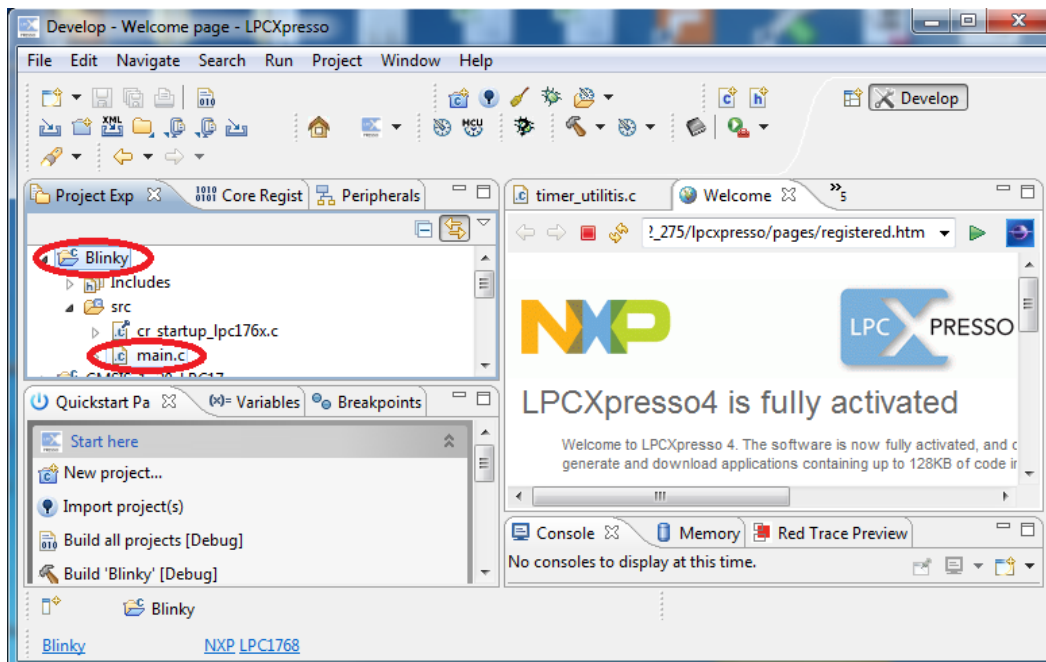 Develop - Welcome page - LPCXpresso
File Edit Navigate Search Run Project Window Help
Develop
Project Exp Core Regist Peripherals
timer_utilitis.c Welcome »5
?_275/lpcxpresso/pages/registered.htm
Blinky
Includes
src
cr_startup_lpc176x.c
main.c
NXP
LPC XPRESSO
LPCXpresso4 is fully activated
Welcome to LPCXpresso 4. The software is now fully activated, and
generate and download applications containing up to 128KB of code
Quickstart Pa (x)= Variables Breakpoints
Start here
New project...
Import project(s)
Build all projects [Debug]
Build 'Blinky' [Debug]
Console Memory Red Trace Preview
No consoles to display at this time.
Blinky
Blinky NXP LPC1768